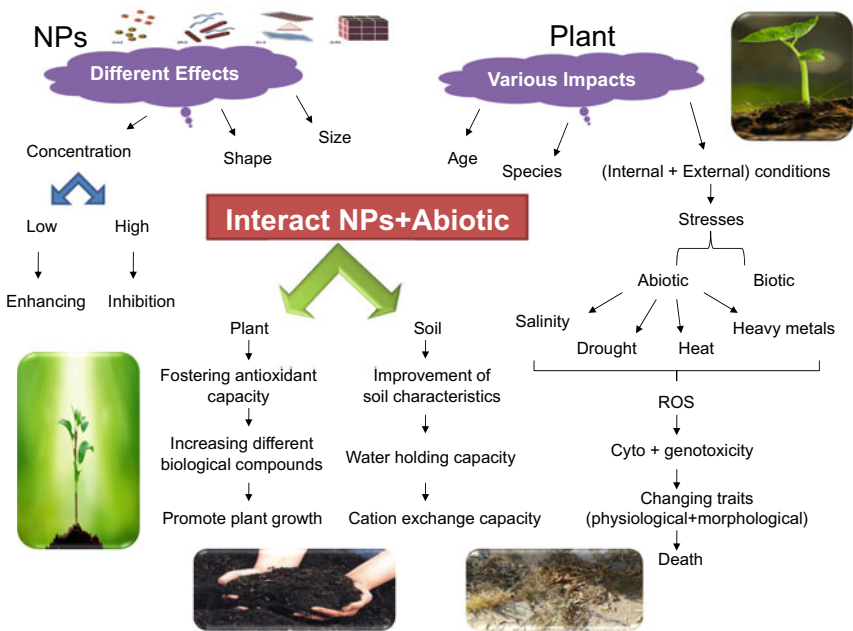 NPs
Different Effects
Concentration
Shape
Size
Low
High
Enhancing
Inhibition
Plant
Various Impacts
Age
Species
(Internal + External) conditions
Stresses
Abiotic
Biotic
Salinity
Drought
Heat
Heavy metals
ROS
Cyto + genotoxicity
Changing traits
(physiological+morphological)
Death
Interact NPs+Abiotic
Plant
Fostering antioxidant
capacity
Increasing different
biological compounds
Promote plant growth
Soil
Improvement of
soil characteristics
Water holding capacity
Cation exchange capacity